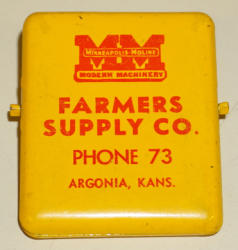 MM
MINNEAPOLIS-MOLINE
MODERN MACHINERY
FARMERS
SUPPLY CO.
PHONE 73
ARGONIA, KANS.